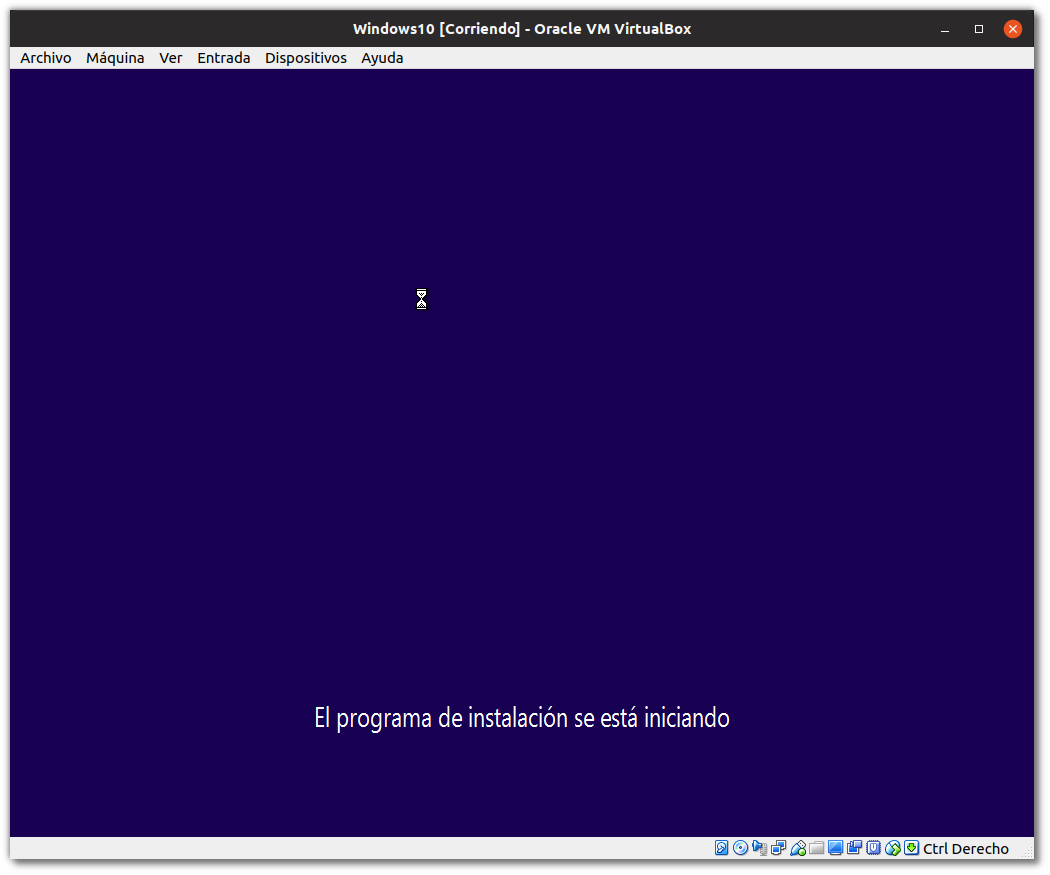 Windows10 [Corriendo] - Oracle VM VirtualBox
Archivo Máquina Ver Entrada Dispositivos Ayuda
El programa de instalación se está iniciando
Ctrl Derecho